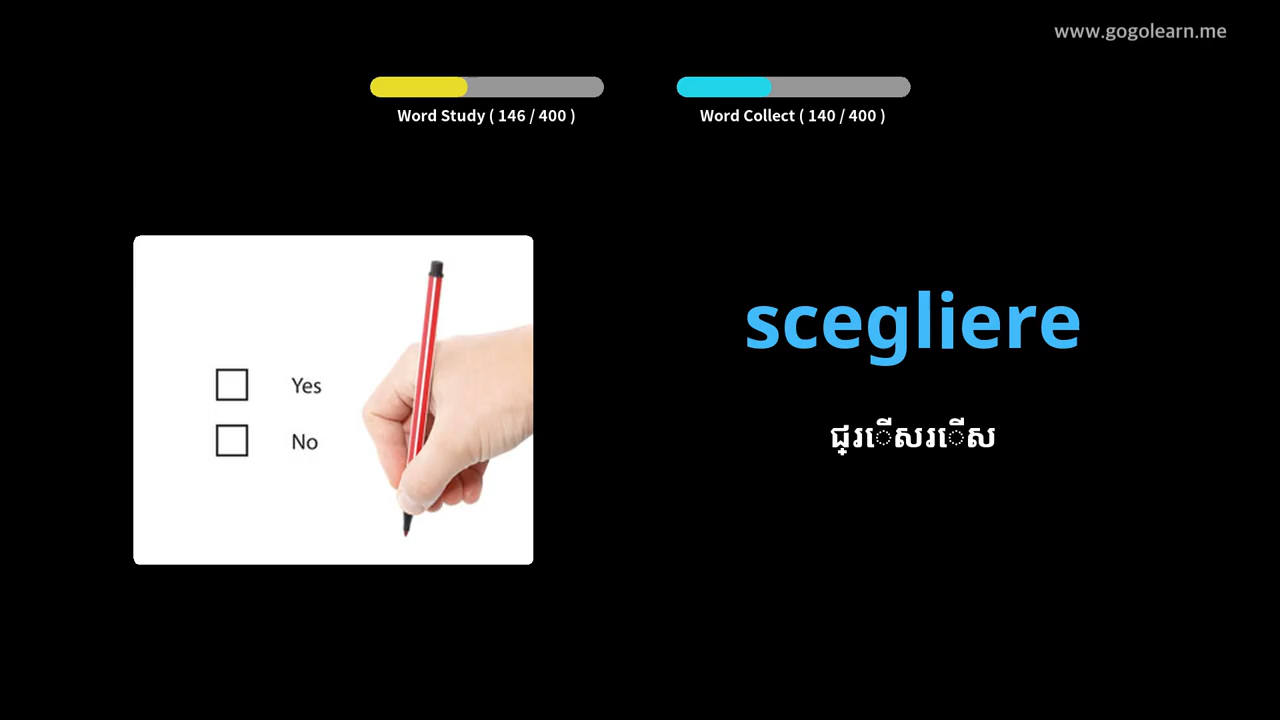 www.gogolearn.me
Word Study ( 146 / 400 )
Word Collect ( 140 / 400 )
Yes
No
scegliere
ជ្រើសរើស